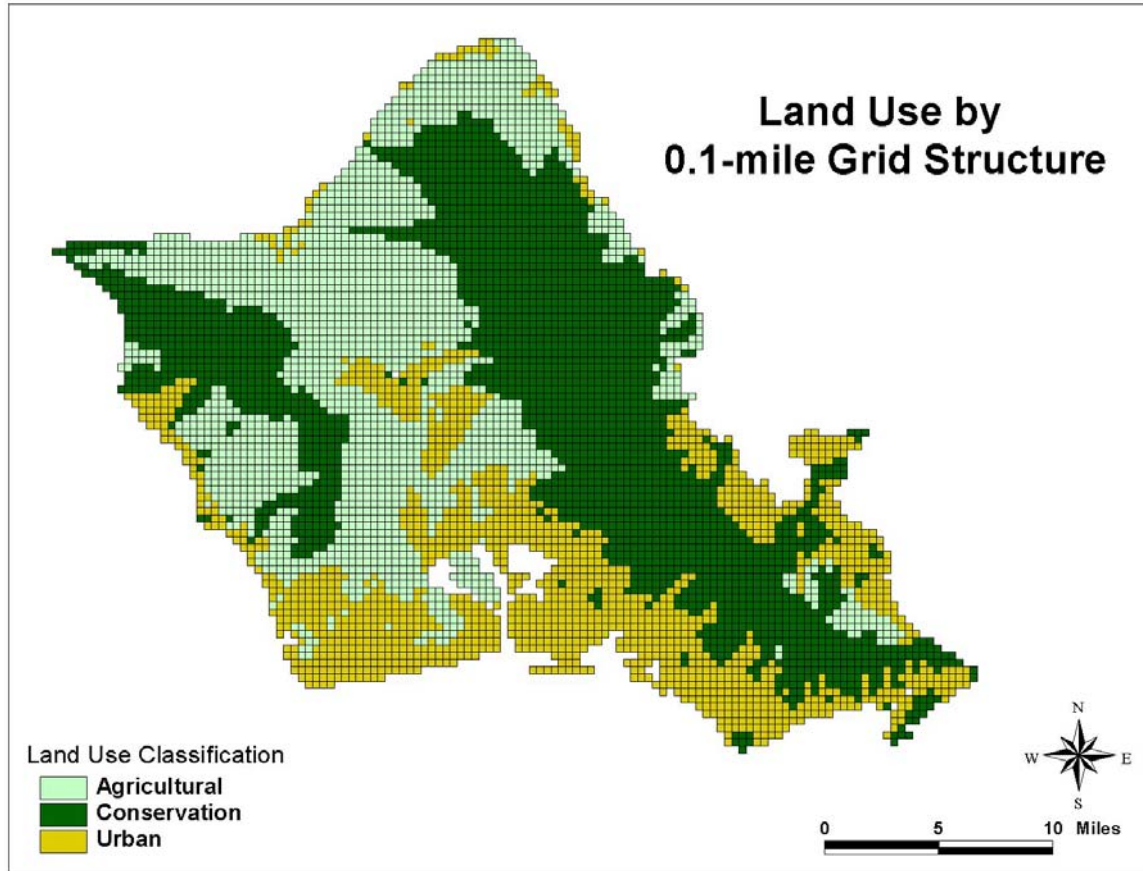 Land Use by
0.1-mile Grid Structure
Land Use Classification
Agricultural
Conservation
Urban
N
W E
S
0 5 10 Miles